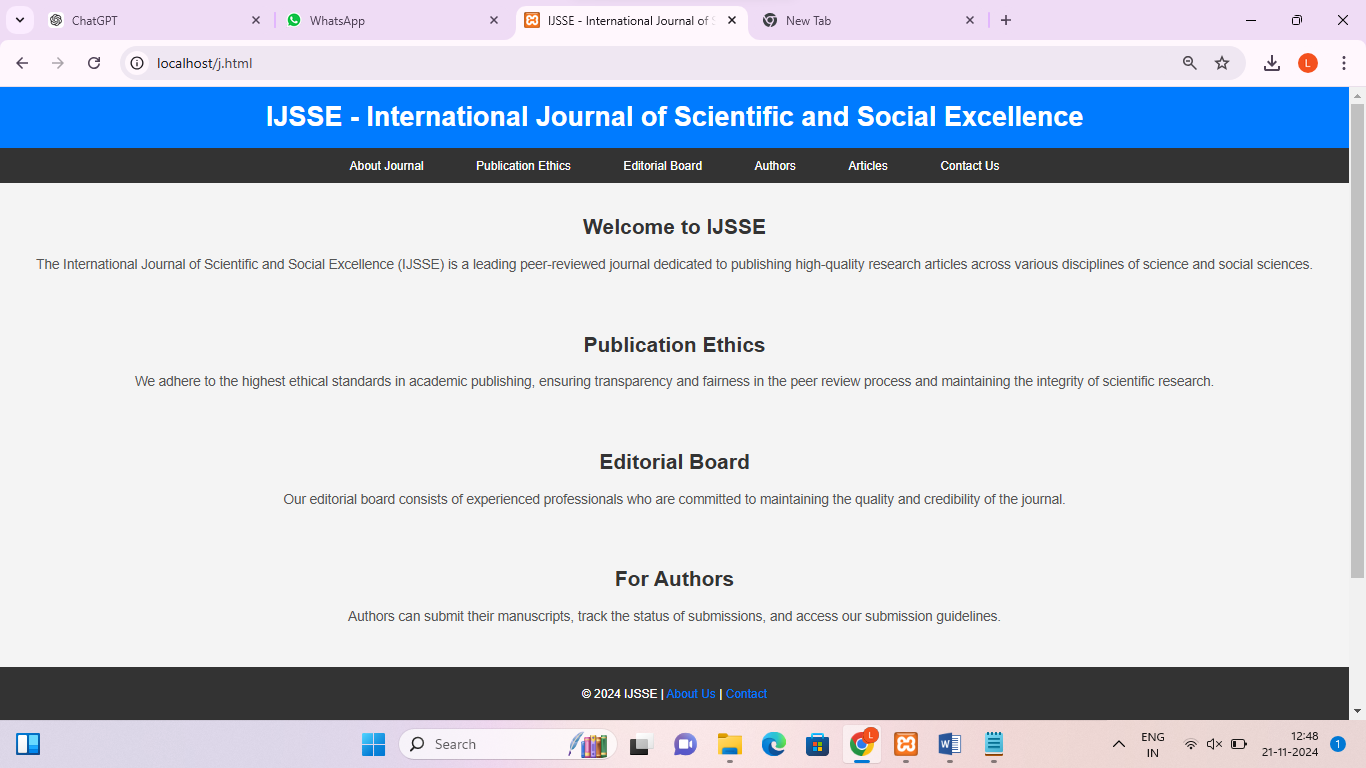 ChatGPT
WhatsApp
IJSSE - International Journal of S
New Tab
localhost/j.html
L
IJSSE - International Journal of Scientific and Social Excellence
About Journal
Publication Ethics
Editorial Board
Authors
Articles
Contact Us
Welcome to IJSSE
The International Journal of Scientific and Social Excellence (IJSSE) is a leading peer-reviewed journal dedicated to publishing high-quality research articles across various disciplines of science and social sciences.
Publication Ethics
We adhere to the highest ethical standards in academic publishing, ensuring transparency and fairness in the peer review process and maintaining the integrity of scientific research.
Editorial Board
Our editorial board consists of experienced professionals who are committed to maintaining the quality and credibility of the journal.
For Authors
Authors can submit their manuscripts, track the status of submissions, and access our submission guidelines.
© 2024 IJSSE | About Us | Contact
Search
L
ENG
IN
12:48
21-11-2024
1